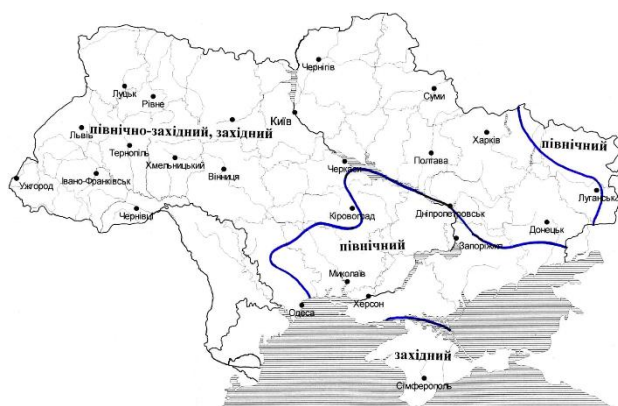 Чернігів
Луцьк
Рівне
Суми
Київ
Львів
північно-західний, західний
Харків
північний
Тернопіль
Хмельницький
Полтава
Черкаси
Ужгород
Івано-Франківськ
Вінниця
Луганськ
Чернівці
Кіровоград
Дніпропетровськ
Донецьк
північний
Запоріжжя
Миколаїв
Херсон
Одеса
західний
Сімферополь